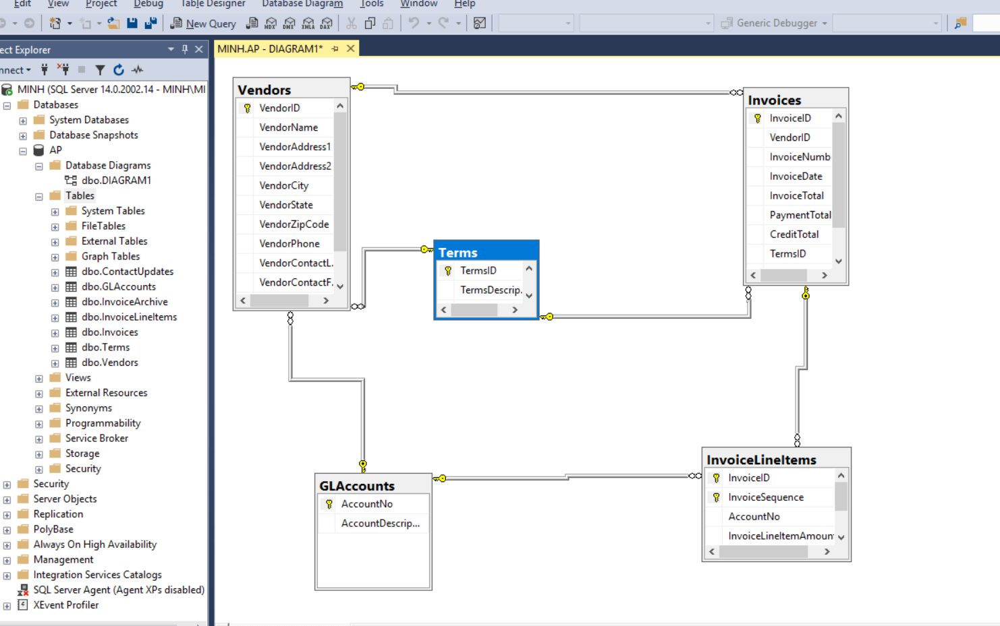 Edit View Project Debug Table Designer Database Diagram Tools Window Help
New Query MDX DMX XMLA DAX Generic Debugger
ect Explorer
MINH.AP - DIAGRAM1*
nnect
MINH (SQL Server 14.0.2002.14 - MINH\MI
Databases
System Databases
Database Snapshots
AP
Database Diagrams
dbo.DIAGRAM1
Tables
System Tables
FileTables
External Tables
Graph Tables
dbo.ContactUpdates
dbo.GLAccounts
dbo.InvoiceArchive
dbo.InvoiceLineItems
dbo.Invoices
dbo.Terms
dbo.Vendors
Views
External Resources
Synonyms
Programmability
Service Broker
Storage
Security
Security
Server Objects
Replication
PolyBase
Always On High Availability
Management
Integration Services Catalogs
SQL Server Agent (Agent XPs disabled)
XEvent Profiler
Vendors
VendorID
VendorName
VendorAddress1
VendorAddress2
VendorCity
VendorState
VendorZipCode
VendorPhone
VendorContactL.
VendorContactF.
Terms
TermsID
TermsDescrip.
Invoices
InvoiceID
VendorID
InvoiceNumb
InvoiceDate
InvoiceTotal
PaymentTotal
CreditTotal
TermsID
GLAccounts
AccountNo
AccountDescrip...
InvoiceLineItems
InvoiceID
InvoiceSequence
AccountNo
InvoiceLineItemAmoun